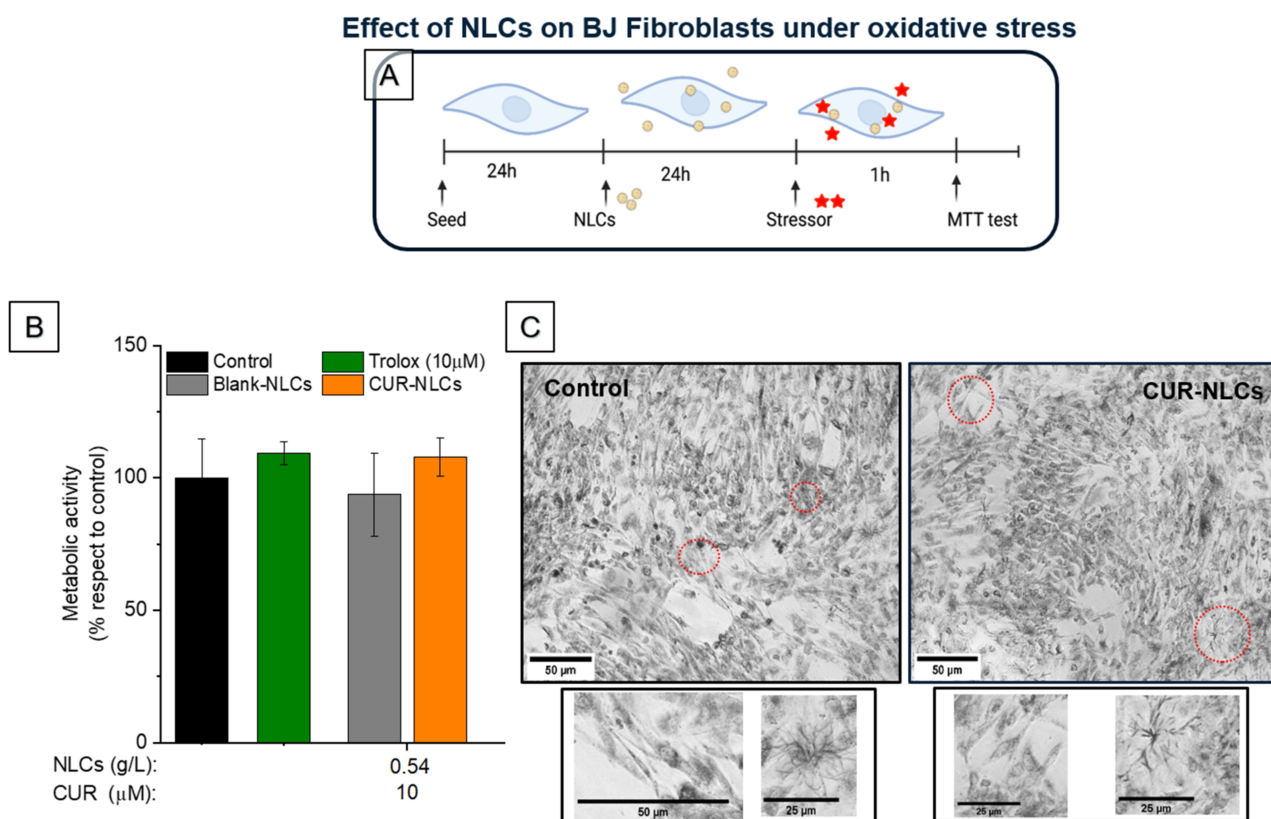 Effect of NLCs on BJ Fibroblasts under oxidative stress
A
24h
24h
1h
Seed
NLCs
Stressor
MTT test
B
150
100
50
0
Metabolic activity
(% respect to control)
Control
Trolox (10μM)
Blank-NLCs
CUR-NLCs
NLCs (g/L):
0.54
CUR (μM):
10
C
Control
50 μm
CUR-NLCs
50 μm
50 μm
25 μm
25 μm
25 μm